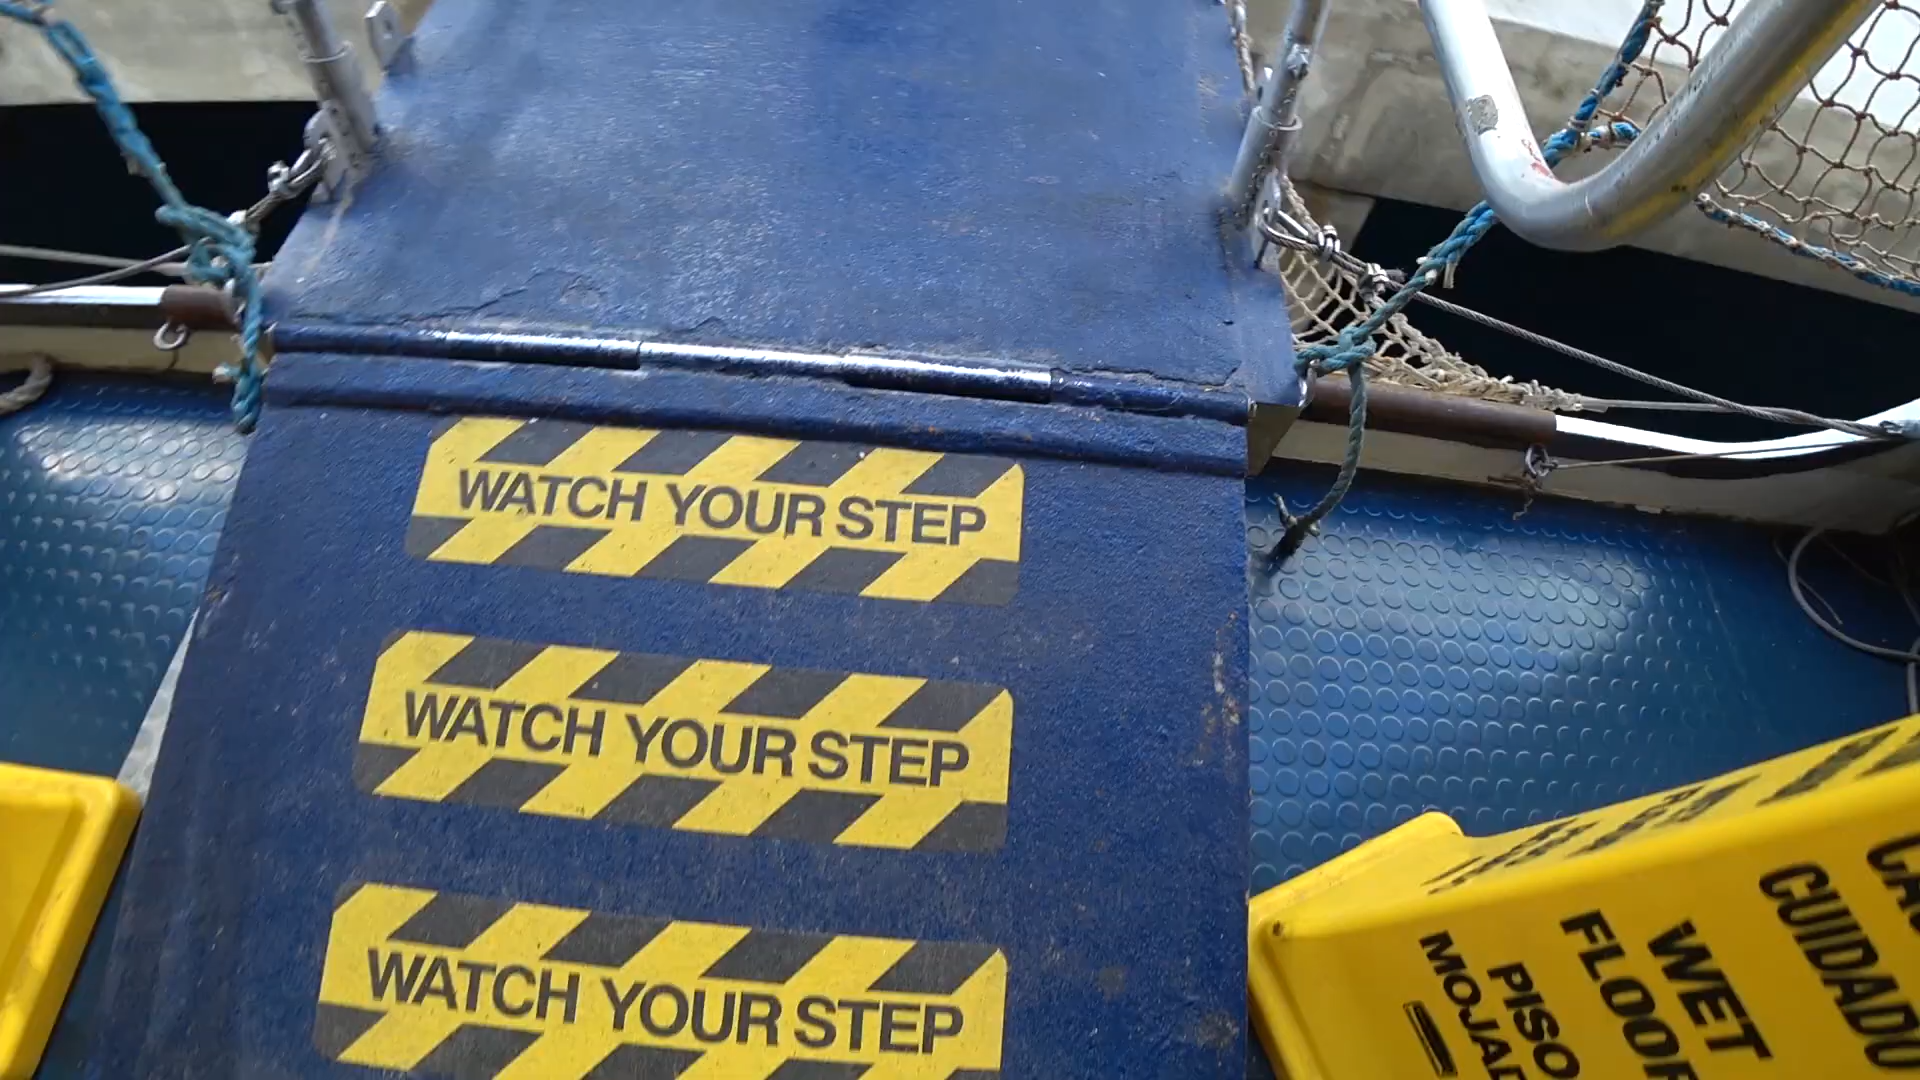 WATCH YOUR STEP
WATCH YOUR STEP
WATCH YOUR STEP
CUIDADO
WET
FLOOR
PISO